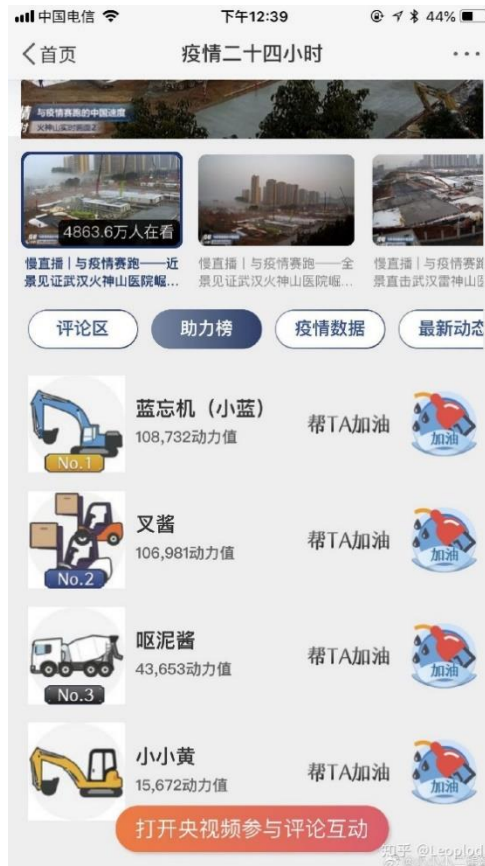 中国电信 下午12:39 44%
首页 疫情二十四小时
与疫情赛跑的中国速度
4863.6万人在看
慢直播丨与疫情赛跑——近景见证武汉火神山医院崛...
慢直播丨与疫情赛跑——全景见证武汉火神山医院崛...
慢直播丨与疫情赛跑
景直击武汉雷神山医
评论区 助力榜 疫情数据 最新动态
蓝忘机（小蓝）
108,732动力值
帮TA加油
加油
No.1
叉酱
106,981动力值
帮TA加油
加油
No.2
呕泥酱
43,653动力值
帮TA加油
加油
No.3
小小黄
15,672动力值
帮TA加油
加油
打开央视频参与评论互动
知乎 @Leoplod